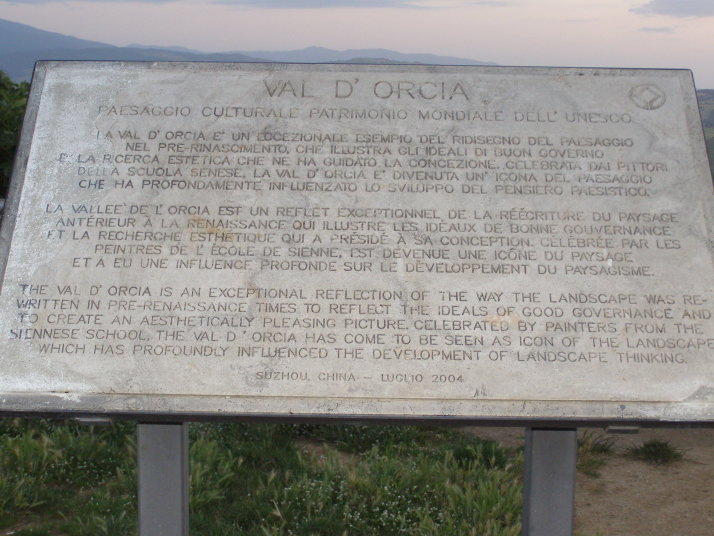 VAL D' ORCIA
PAESAGGIO CULTURALE PATRIMONIO MONDIALE DELL' UNESCO
LA VAL D' ORCIA E' UN ECCEZIONALE ESEMPIO DEL RIDISEGNO DEL PAESAGGIO
NEL PRE-RINASCIMENTO, CHE ILLUSTRA GLI IDEALI DI BUON GOVERNO
E LA RICERCA ESTETICA CHE NE HA GUIDATO LA CONCEZIONE. CELEBRATA DAI PITTORI
DELLA SCUOLA SENESE, LA VAL D' ORCIA E' DIVENUTA UN' ICONA DEL PAESAGGIO
CHE HA PROFONDAMENTE INFLUENZATO LO SVILUPPO DEL PENSIERO PAESISTICO.
LA VALLEÈ DE L'ORCIA EST UN REFLET EXCEPTIONNEL DE LA RÉÉCRITURE DU PAYSAGE
ANTÉRIEUR À LA RENAISSANCE QUI ILLUSTRE LES IDÉAUX DE BONNE GOUVERNANCE
ET LA RECHERCHE ESTHÉTIQUE QUI A PRÉSIDÉ À SA CONCEPTION. CÉLÉBRÉE PAR LES
PEINTRES DE L' ÉCOLE DE SIENNE, EST DEVENUE UNE ICÔNE DU PAYSAGE
ET A EU UNE INFLUENCE PROFONDE SUR LE DÉVELOPPEMENT DU PAYSAGISME.
THE VAL D' ORCIA IS AN EXCEPTIONAL REFLECTION OF THE WAY THE LANDSCAPE WAS RE-
WRITTEN IN PRE-RENAISSANCE TIMES TO REFLECT THE IDEALS OF GOOD GOVERNANCE AND
TO CREATE AN AESTHETICALLY PLEASING PICTURE. CELEBRATED BY PAINTERS FROM THE
SIENNESE SCHOOL, THE VAL D' ORCIA HAS COME TO BE SEEN AS ICON OF THE LANDSCAPE
WHICH HAS PROFOUNDLY INFLUENCED THE DEVELOPMENT OF LANDSCAPE THINKING.
SUZHOU, CHINA - LUGLIO 2004